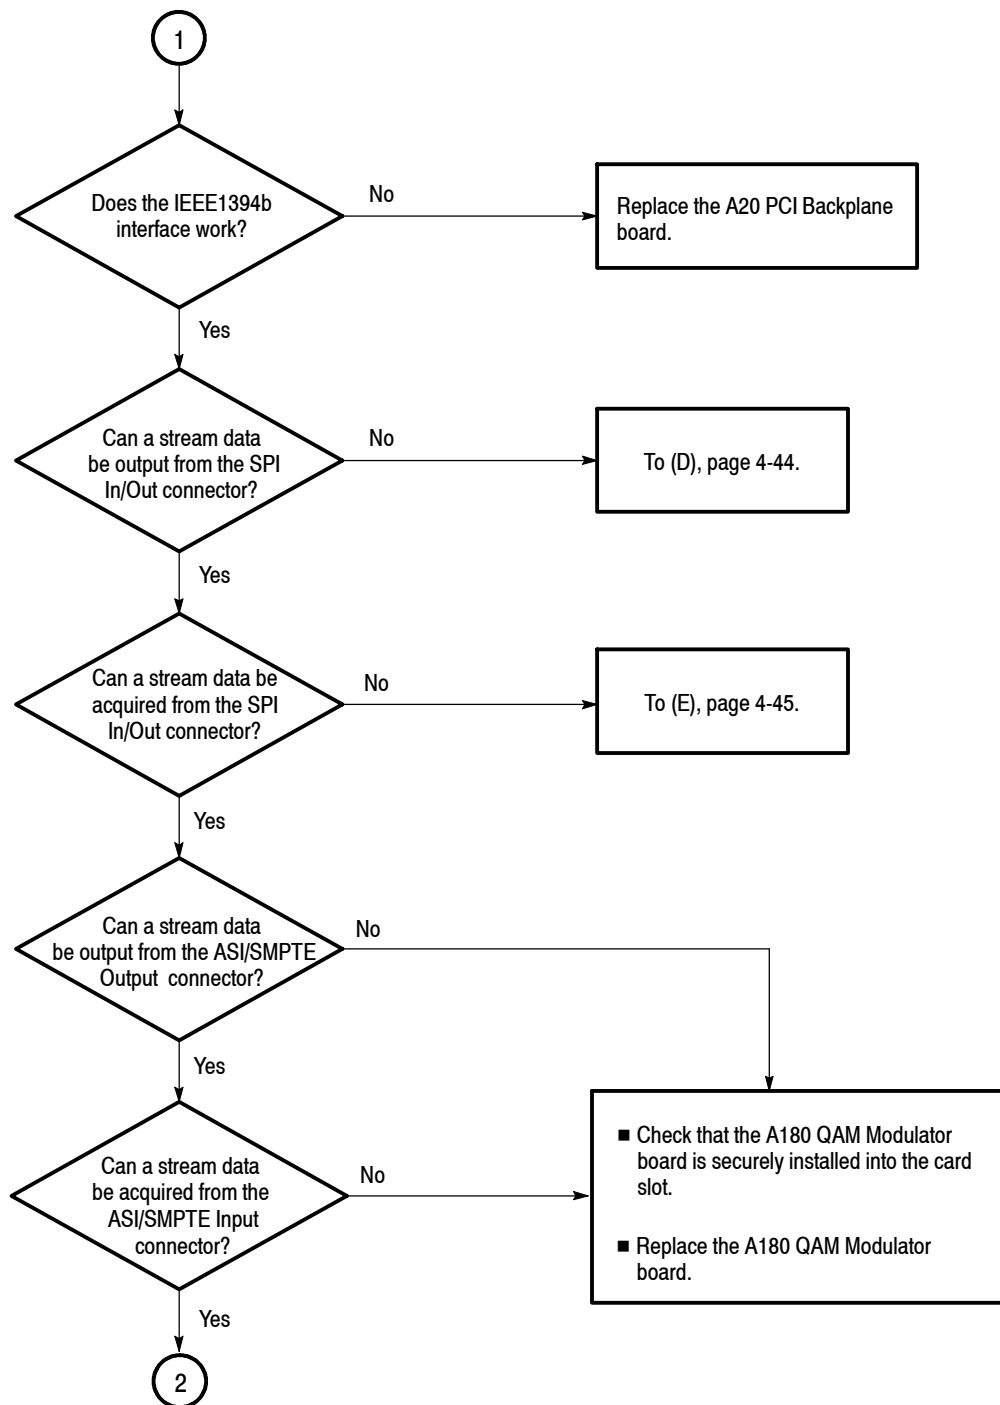 1
Does the IEEE1394b
interface work?
No
Replace the A20 PCI Backplane
board.
Yes
Can a stream data
be output from the SPI
In/Out connector?
No
To (D), page 4-44.
Yes
Can a stream data be
acquired from the SPI
In/Out connector?
No
To (E), page 4-45.
Yes
Can a stream data
be output from the ASI/SMPTE
Output connector?
No
Yes
Can a stream data
be acquired from the
ASI/SMPTE Input
connector?
No
■ Check that the A180 QAM Modulator
board is securely installed into the card
slot.
■ Replace the A180 QAM Modulator
board.
Yes
2